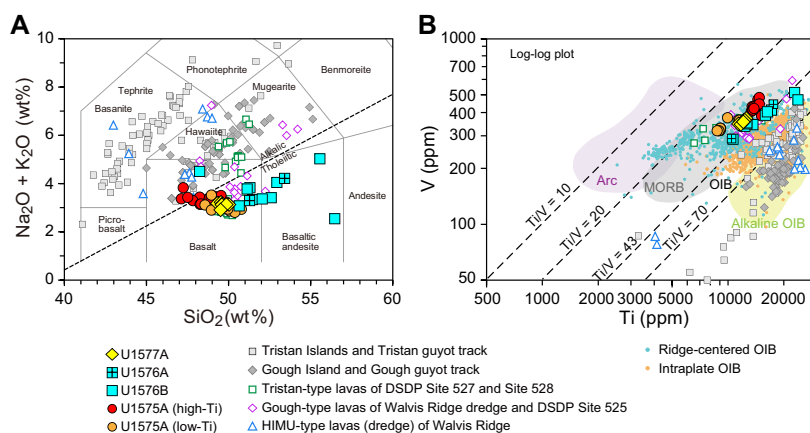 A
10
8
6
4
2
0
Na2O + K2O (wt%)
41
45
50
55
60
SiO2(wt%)
Phonotephrite
Benmoreite
Tephrite
Mugearite
Basanite
Hawaiite
Alkalic
Tholeiitic
Picro-
basalt
Basalt
Basaltic
andesite
Andesite
B
Log-log plot
1000
500
400
300
200
100
50
V (ppm)
500
1000
2000
3000
5000
10000
20000
Ti (ppm)
Arc
MORB
OIB
Alkaline OIB
Ti/V = 10
Ti/V = 20
Ti/V = 43
Ti/V = 70
U1577A
U1576A
U1576B
U1575A (high-Ti)
U1575A (low-Ti)
Tristan Islands and Tristan guyot track
Gough Island and Gough guyot track
Tristan-type lavas of DSDP Site 527 and Site 528
Gough-type lavas of Walvis Ridge dredge and DSDP Site 525
HIMU-type lavas (dredge) of Walvis Ridge
Ridge-centered OIB
Intraplate OIB